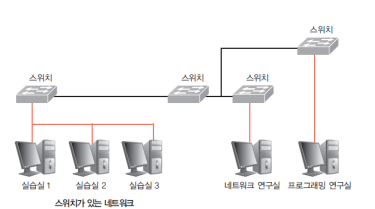 스위치
스위치 스위치 스위치
실습실 1 실습실 2 실습실 3 네트워크 연구실 프로그래밍 연구실
스위치가 있는 네트워크